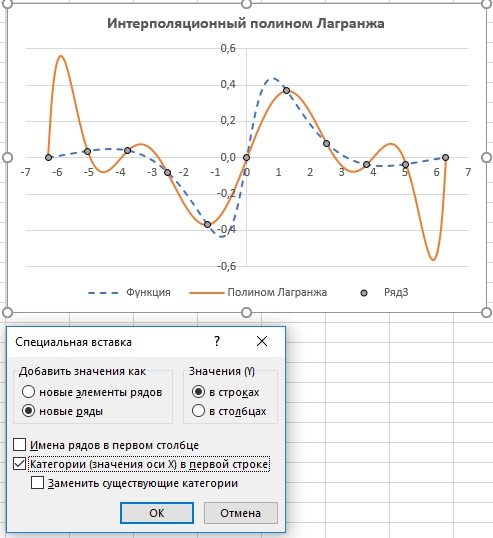 Интерполяционный полином Лагранжа
0,6
0,4
0,2
0,0
-7 -6 -5 -4 -3 -2 -1 0 1 2 3 4 5 6 7
-0,2
-0,4
-0,6
Функция Полином Лагранжа Ряд3
Специальная вставка ? ×
Добавить значения как Значения (Y)
новые элементы рядов в строках
новые ряды в столбцах
Имена рядов в первом столбце
Категории (значения оси X) в первой строке
Заменить существующие категории
ОК Отмена